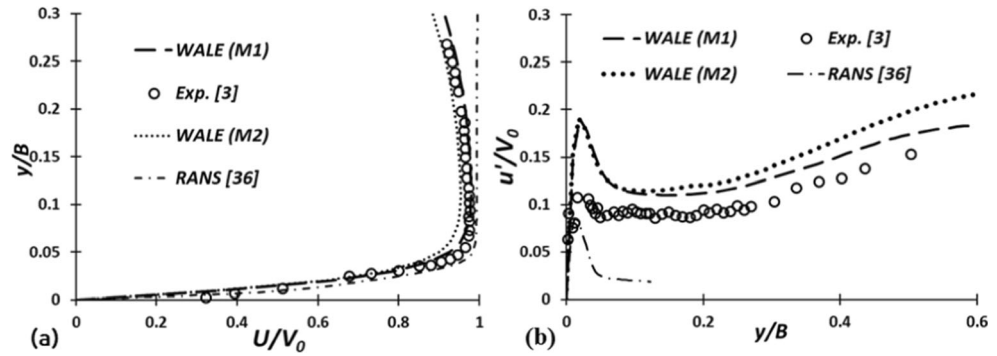 0.3
0.25
0.2
0.15
0.1
0.05
0
y/B
WALE (M1)
Exp. [3]
WALE (M2)
RANS [36]
0 0.2 0.4 0.6 0.8 1
(a)
U/V0
0.3
0.25
0.2
0.15
0.1
0.05
0
u'/V0
WALE (M1) Exp. [3]
WALE (M2) RANS [36]
0 0.2 0.4 0.6
(b)
y/B